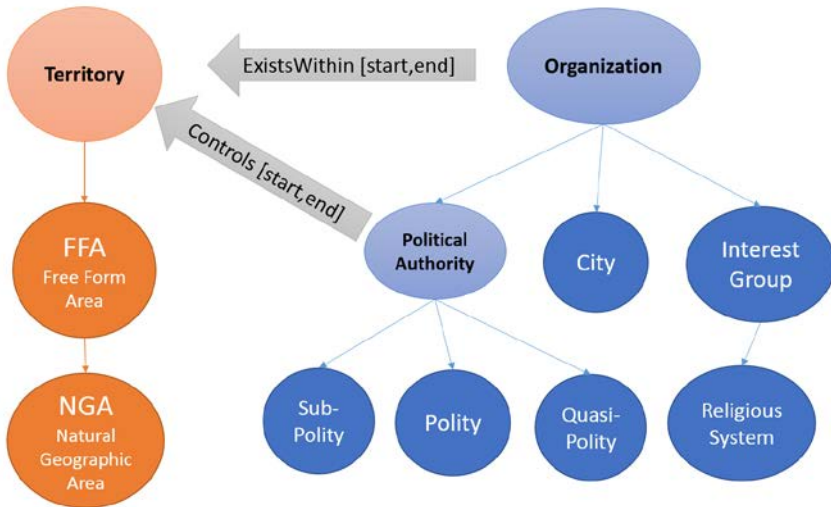 Territory
ExistsWithin [start,end]
Organization
Controls [start,end]
FFA
Free Form
Area
Political
Authority
City
Interest
Group
NGA
Natural
Geographic
Area
Sub-
Polity
Polity
Quasi-
Polity
Religious
System